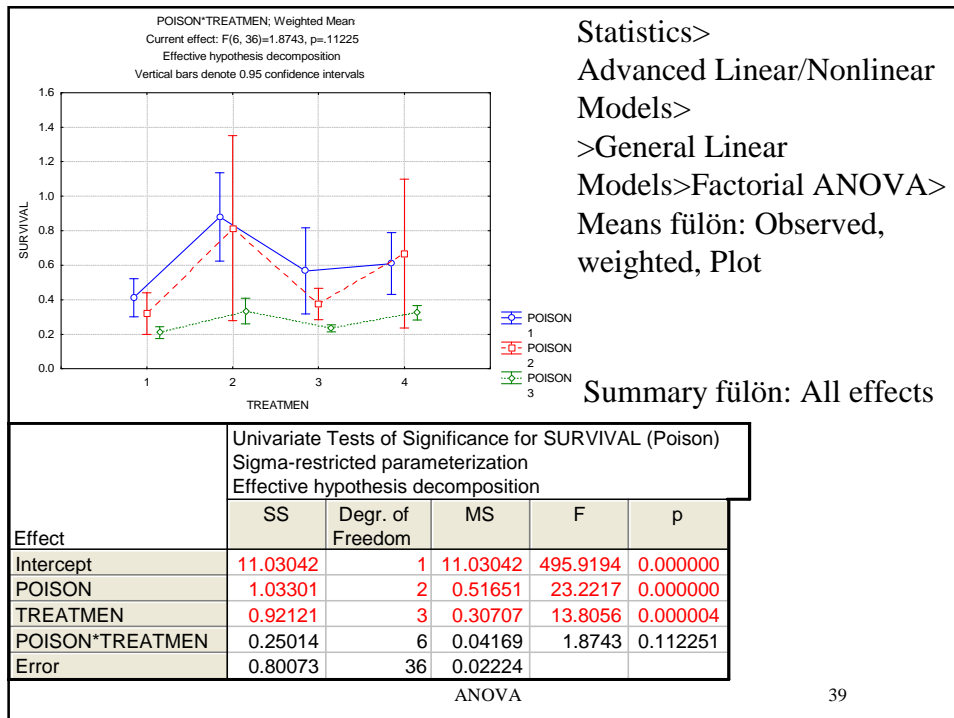 POISON*TREATMEN; Weighted Mean
Current effect: F(6, 36)=1.8743, p=.11225
Effective hypothesis decomposition
Vertical bars denote 0.95 confidence intervals
1.6
1.4
1.2
1.0
0.8
0.6
0.4
0.2
0.0
SURVIVAL
1 2 3 4
TREATMEN
POISON
1
POISON
2
POISON
3
Statistics>
Advanced Linear/Nonlinear
Models>
>General Linear
Models>Factorial ANOVA>
Means fülön: Observed,
weighted, Plot
Summary fülön: All effects
Univariate Tests of Significance for SURVIVAL (Poison)
Sigma-restricted parameterization
Effective hypothesis decomposition
Effect SS Degr. of Freedom MS F p
Intercept 11.03042 1 11.03042 495.9194 0.000000
POISON 1.03301 2 0.51651 23.2217 0.000000
TREATMEN 0.92121 3 0.30707 13.8056 0.000004
POISON*TREATMEN 0.25014 6 0.04169 1.8743 0.112251
Error 0.80073 36 0.02224
ANOVA 39